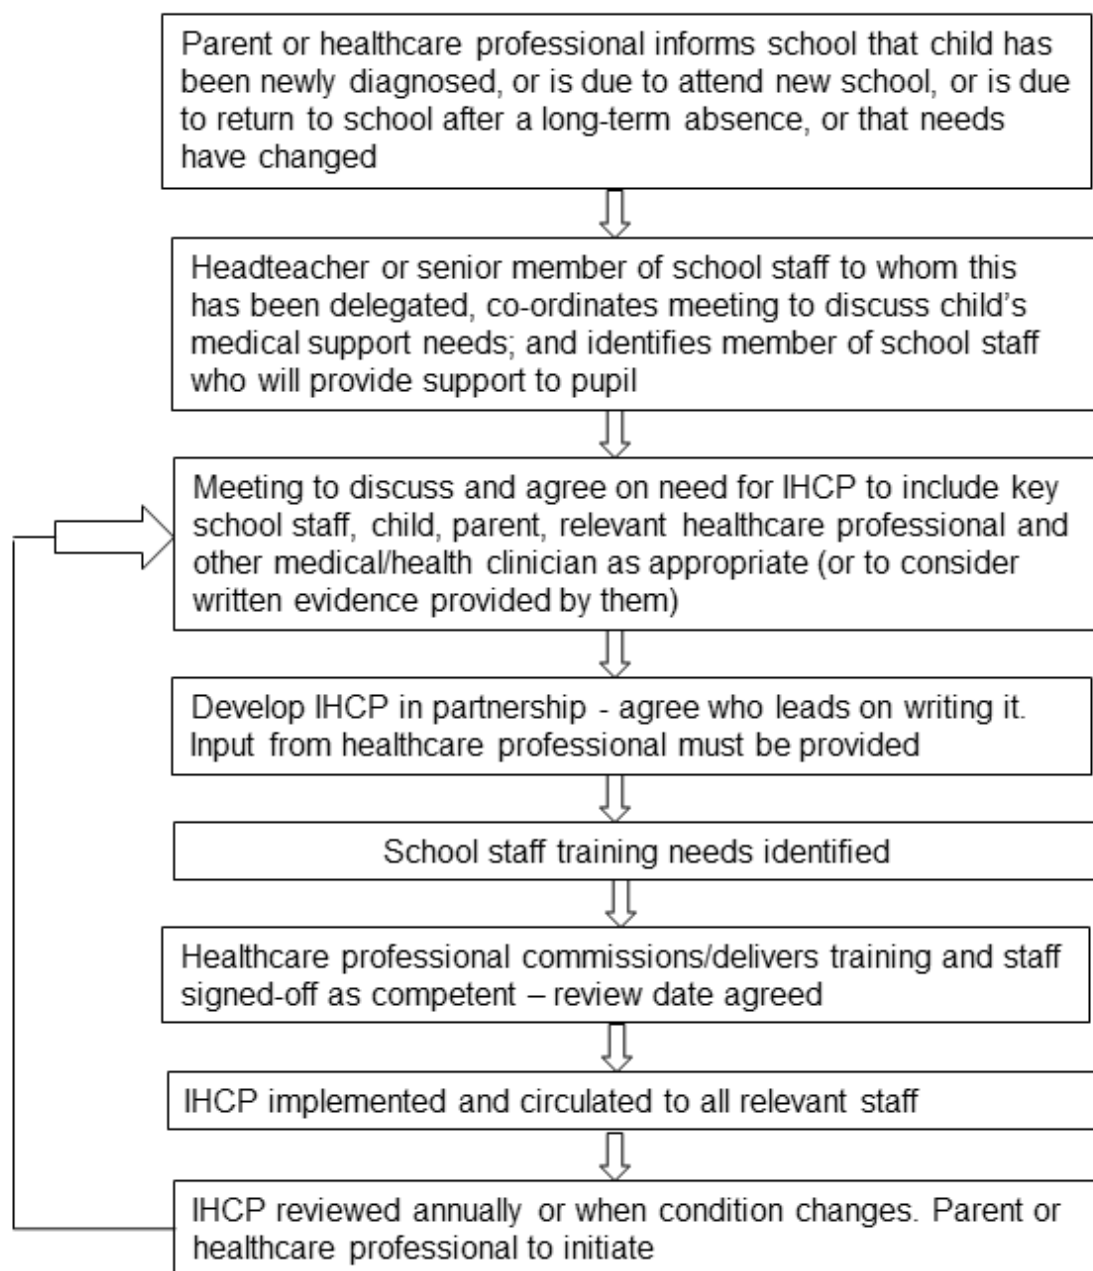 Parent or healthcare professional informs school that child has
been newly diagnosed, or is due to attend new school, or is due
to return to school after a long-term absence, or that needs
have changed
Headteacher or senior member of school staff to whom this
has been delegated, co-ordinates meeting to discuss child's
medical support needs; and identifies member of school staff
who will provide support to pupil
Meeting to discuss and agree on need for IHCP to include key
school staff, child, parent, relevant healthcare professional and
other medical/health clinician as appropriate (or to consider
written evidence provided by them)
Develop IHCP in partnership - agree who leads on writing it.
Input from healthcare professional must be provided
School staff training needs identified
Healthcare professional commissions/delivers training and staff
signed-off as competent – review date agreed
IHCP implemented and circulated to all relevant staff
IHCP reviewed annually or when condition changes. Parent or
healthcare professional to initiate